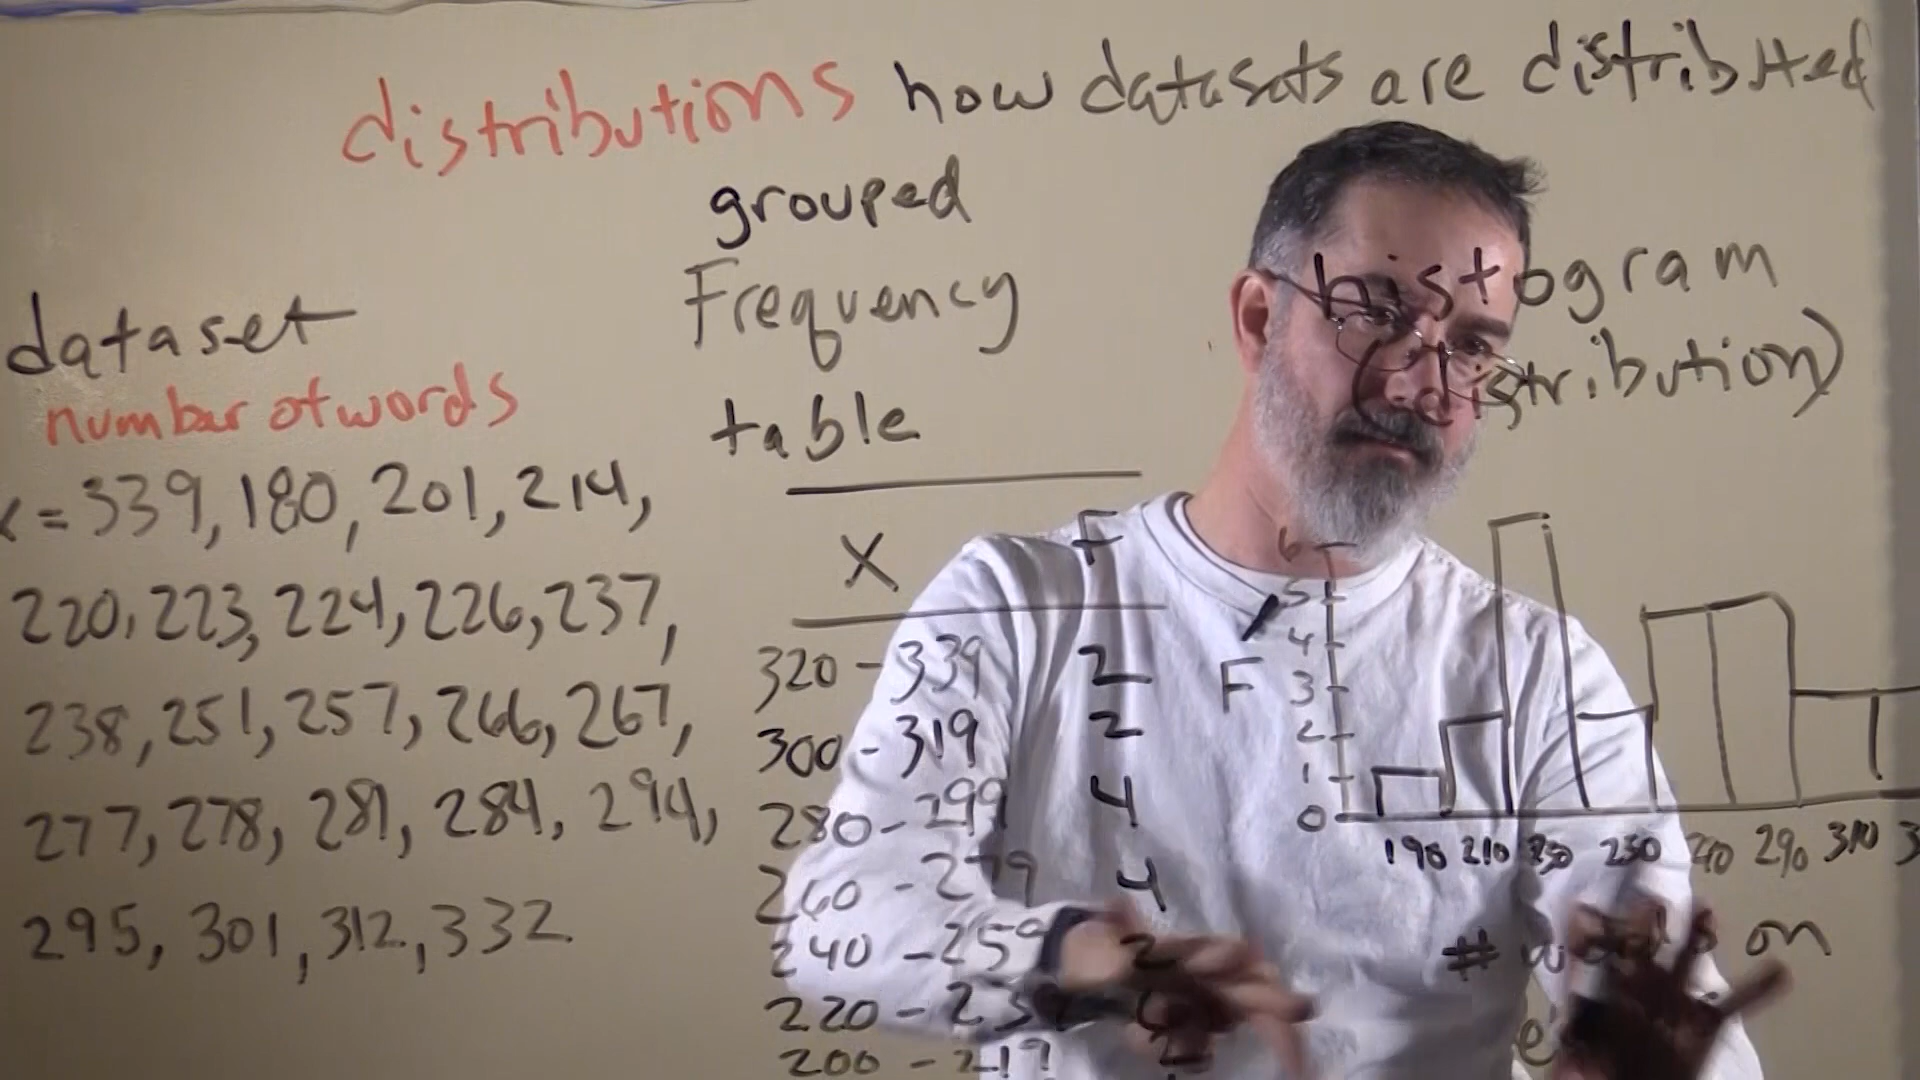 distributions how datasets are distributed
grouped
Frequency
table
dataset
number of words
x = 339, 180, 201, 214,
220, 223, 224, 226, 237,
238, 251, 257, 266, 267,
277, 278, 281, 284, 294,
295, 301, 312, 332
X F
320-339 2
300-319 2
280-299 4
260-279 4
240-259 2
220-239
200-219 2
histogram
(distribution)
6
5
4
F 3
2
1
0
190 210 230 250 270 290 310
# words on